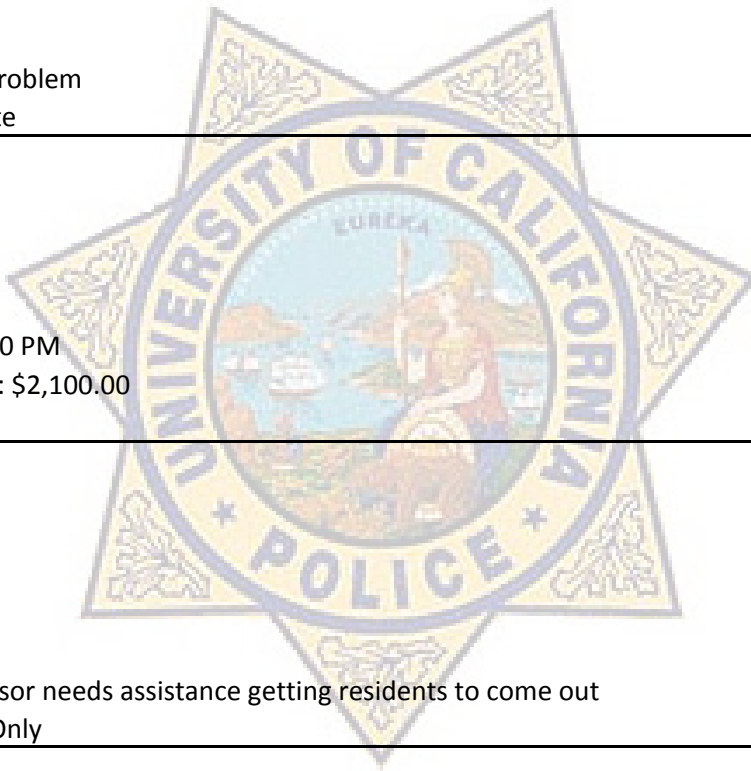 roblem
te
UNIVERSITY OF CALIFORNIA
EUREKA
0 PM
: $2,100.00
POLICE
sor needs assistance getting residents to come out
Only